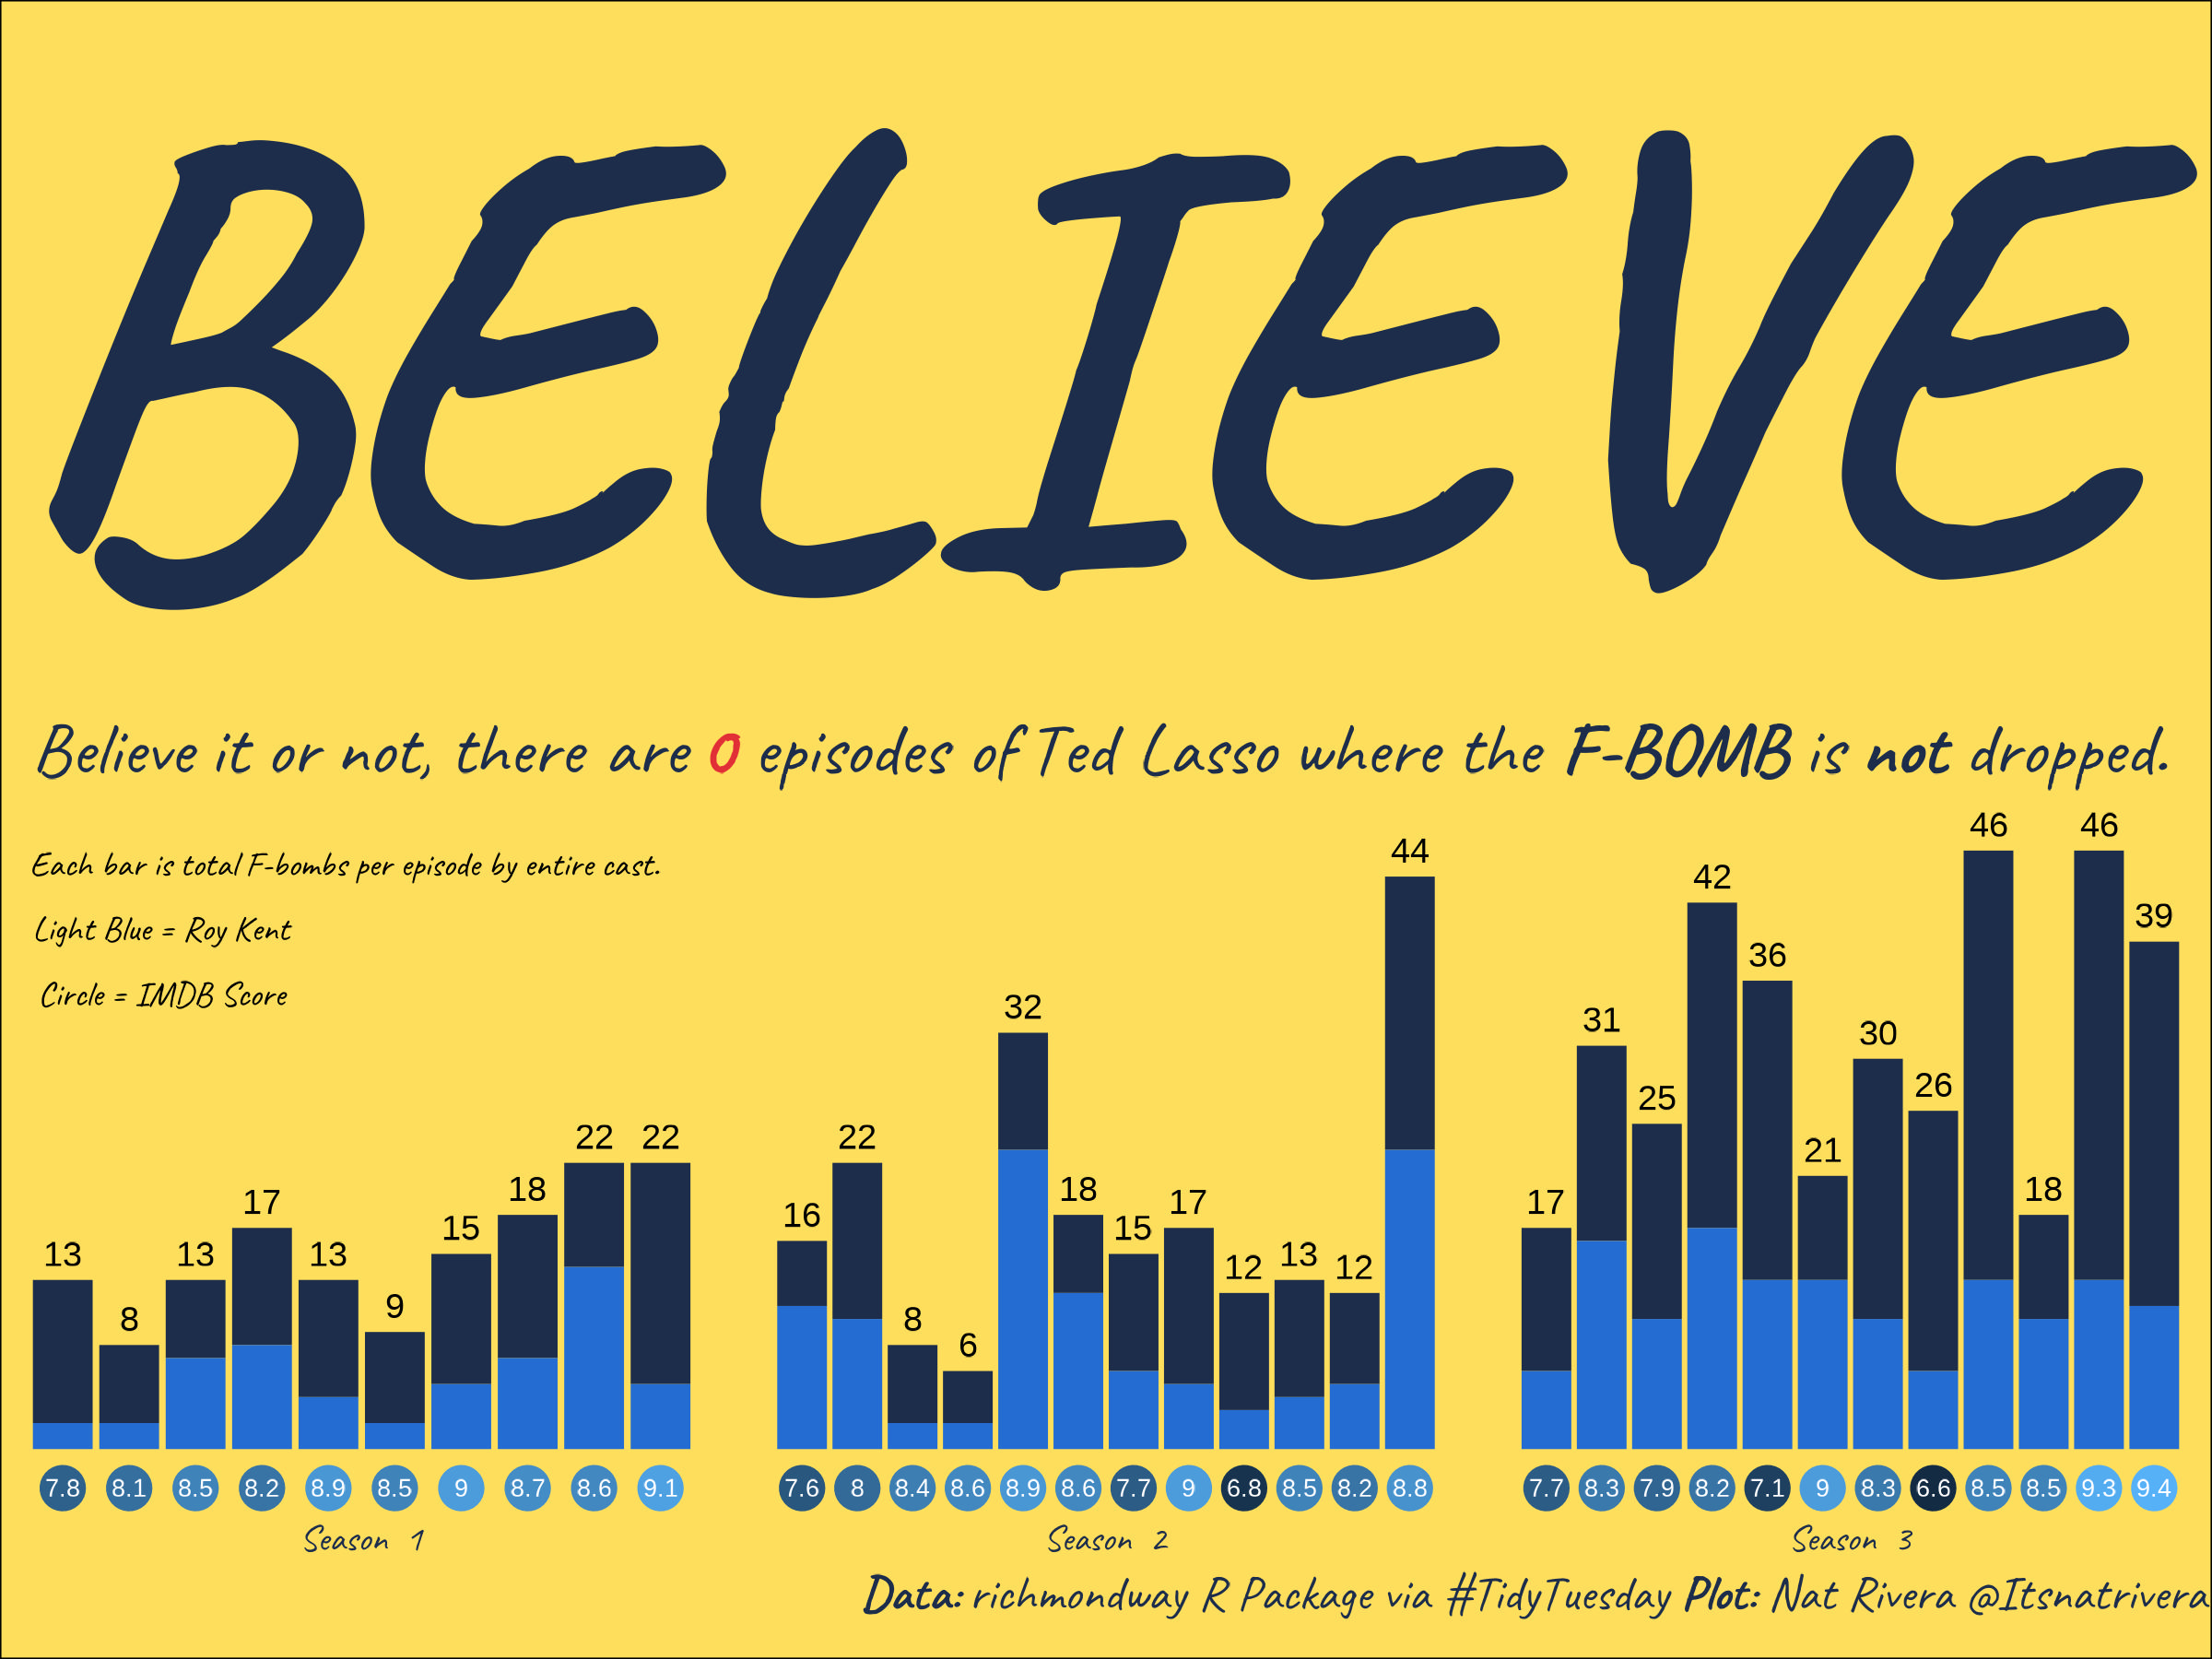 BELIEVE
Believe it or not, there are 0 episodes of Ted Lasso where the F-BOMB is not dropped.
Each bar is total F-bombs per episode by entire cast.
Light Blue = Roy Kent
Circle = IMDB Score
13 8 13 17 13 9 15 18 22 22
16 22 8 6 32 18 15 17 12 13 12 44
17 31 25 42 36 21 30 26 46 18 46 39
7.8 8.1 8.5 8.2 8.9 8.5 9 8.7 8.6 9.1
7.6 8 8.4 8.6 8.9 8.6 7.7 9 6.8 8.5 8.2 8.8
7.7 8.3 7.9 8.2 7.1 9 8.3 6.6 8.5 8.5 9.3 9.4
Season 1 Season 2 Season 3
Data: richmondway R Package via #TidyTuesday Plot: Nat Rivera @Itsnatrivera